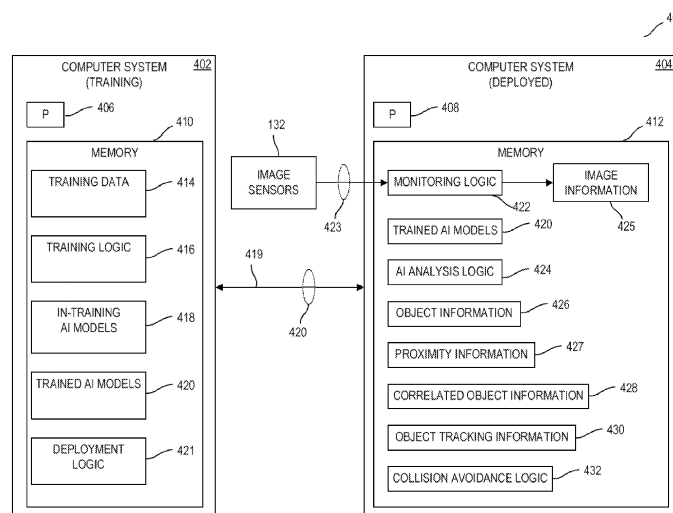 4
COMPUTER SYSTEM
(TRAINING)
402
P
406
410
MEMORY
TRAINING DATA
414
TRAINING LOGIC
416
IN-TRAINING
AI MODELS
418
TRAINED AI MODELS
420
DEPLOYMENT
LOGIC
421
132
IMAGE
SENSORS
423
419
420
COMPUTER SYSTEM
(DEPLOYED)
404
P
408
412
MEMORY
MONITORING LOGIC
422
IMAGE
INFORMATION
425
TRAINED AI MODELS
420
AI ANALYSIS LOGIC
424
OBJECT INFORMATION
426
PROXIMITY INFORMATION
427
CORRELATED OBJECT INFORMATION
428
OBJECT TRACKING INFORMATION
430
COLLISION AVOIDANCE LOGIC
432